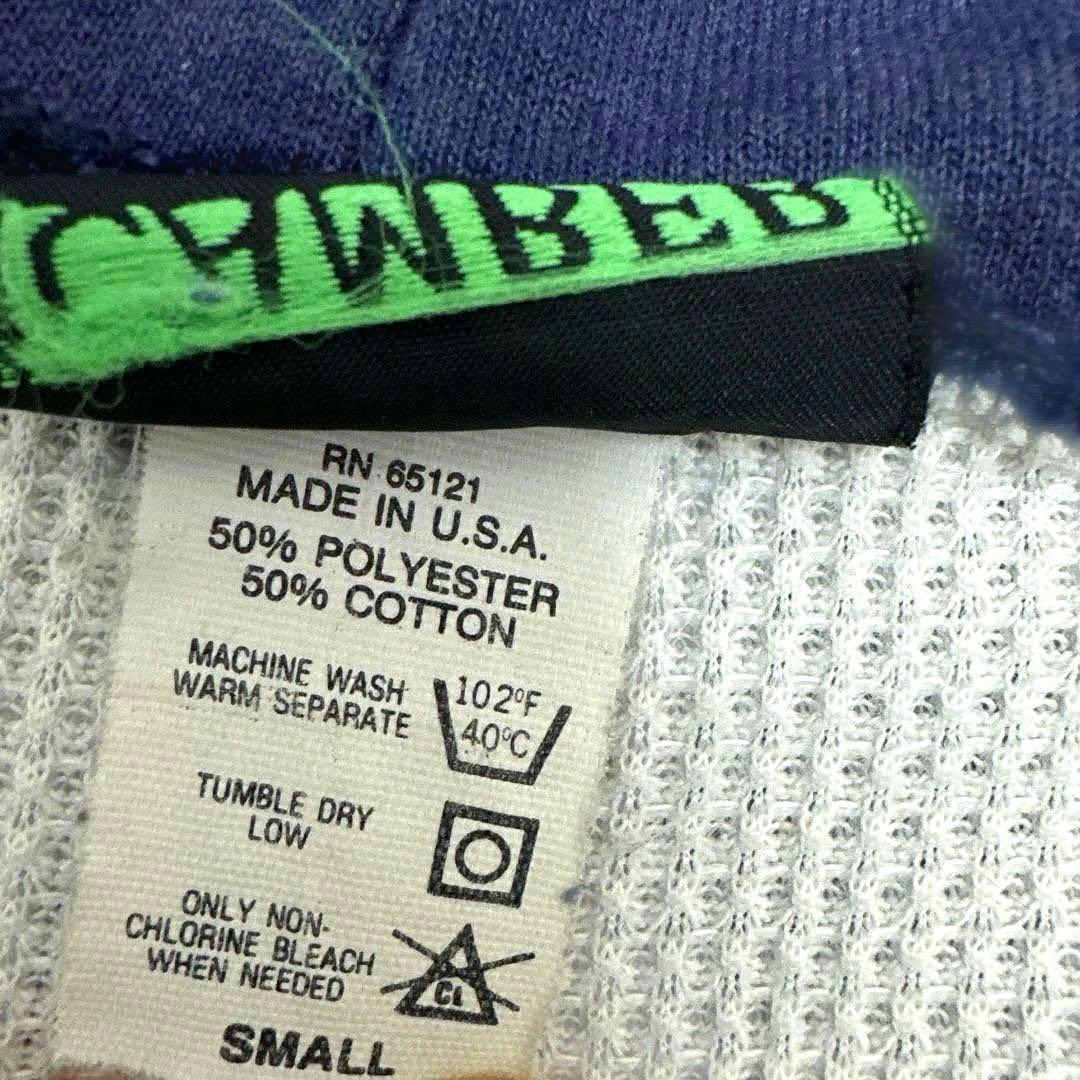 RN 65121
MADE IN U.S.A.
50% POLYESTER
50% COTTON
MACHINE WASH
WARM SEPARATE
102°F
40°C
TUMBLE DRY
LOW
ONLY NON-
CHLORINE BLEACH
WHEN NEEDED
CL
SMALL